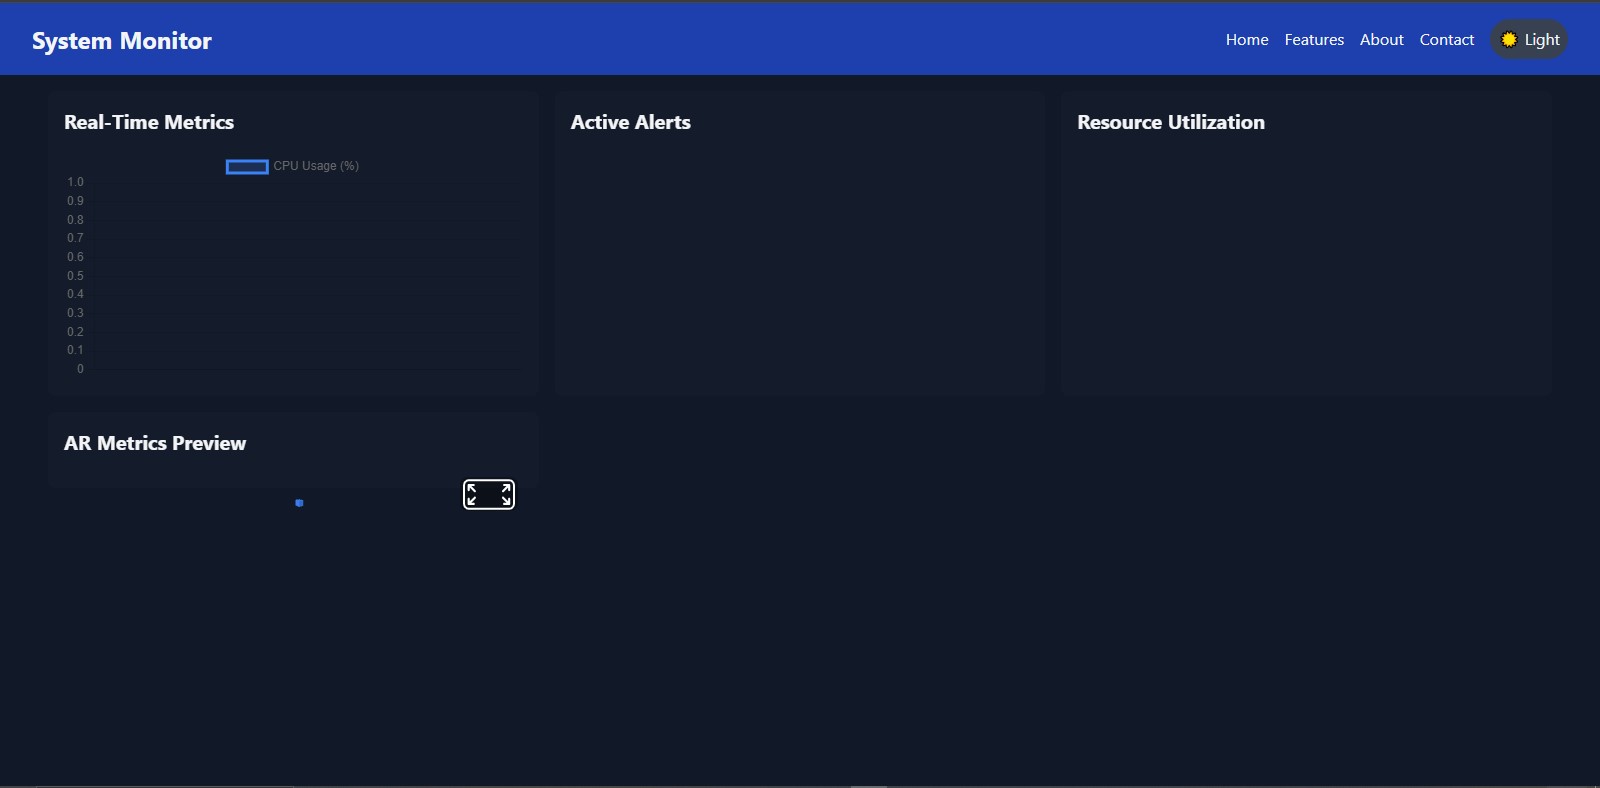 System Monitor
Home Features About Contact Light
Real-Time Metrics
CPU Usage (%)
1.0
0.9
0.8
0.7
0.6
0.5
0.4
0.3
0.2
0.1
0
Active Alerts
Resource Utilization
AR Metrics Preview